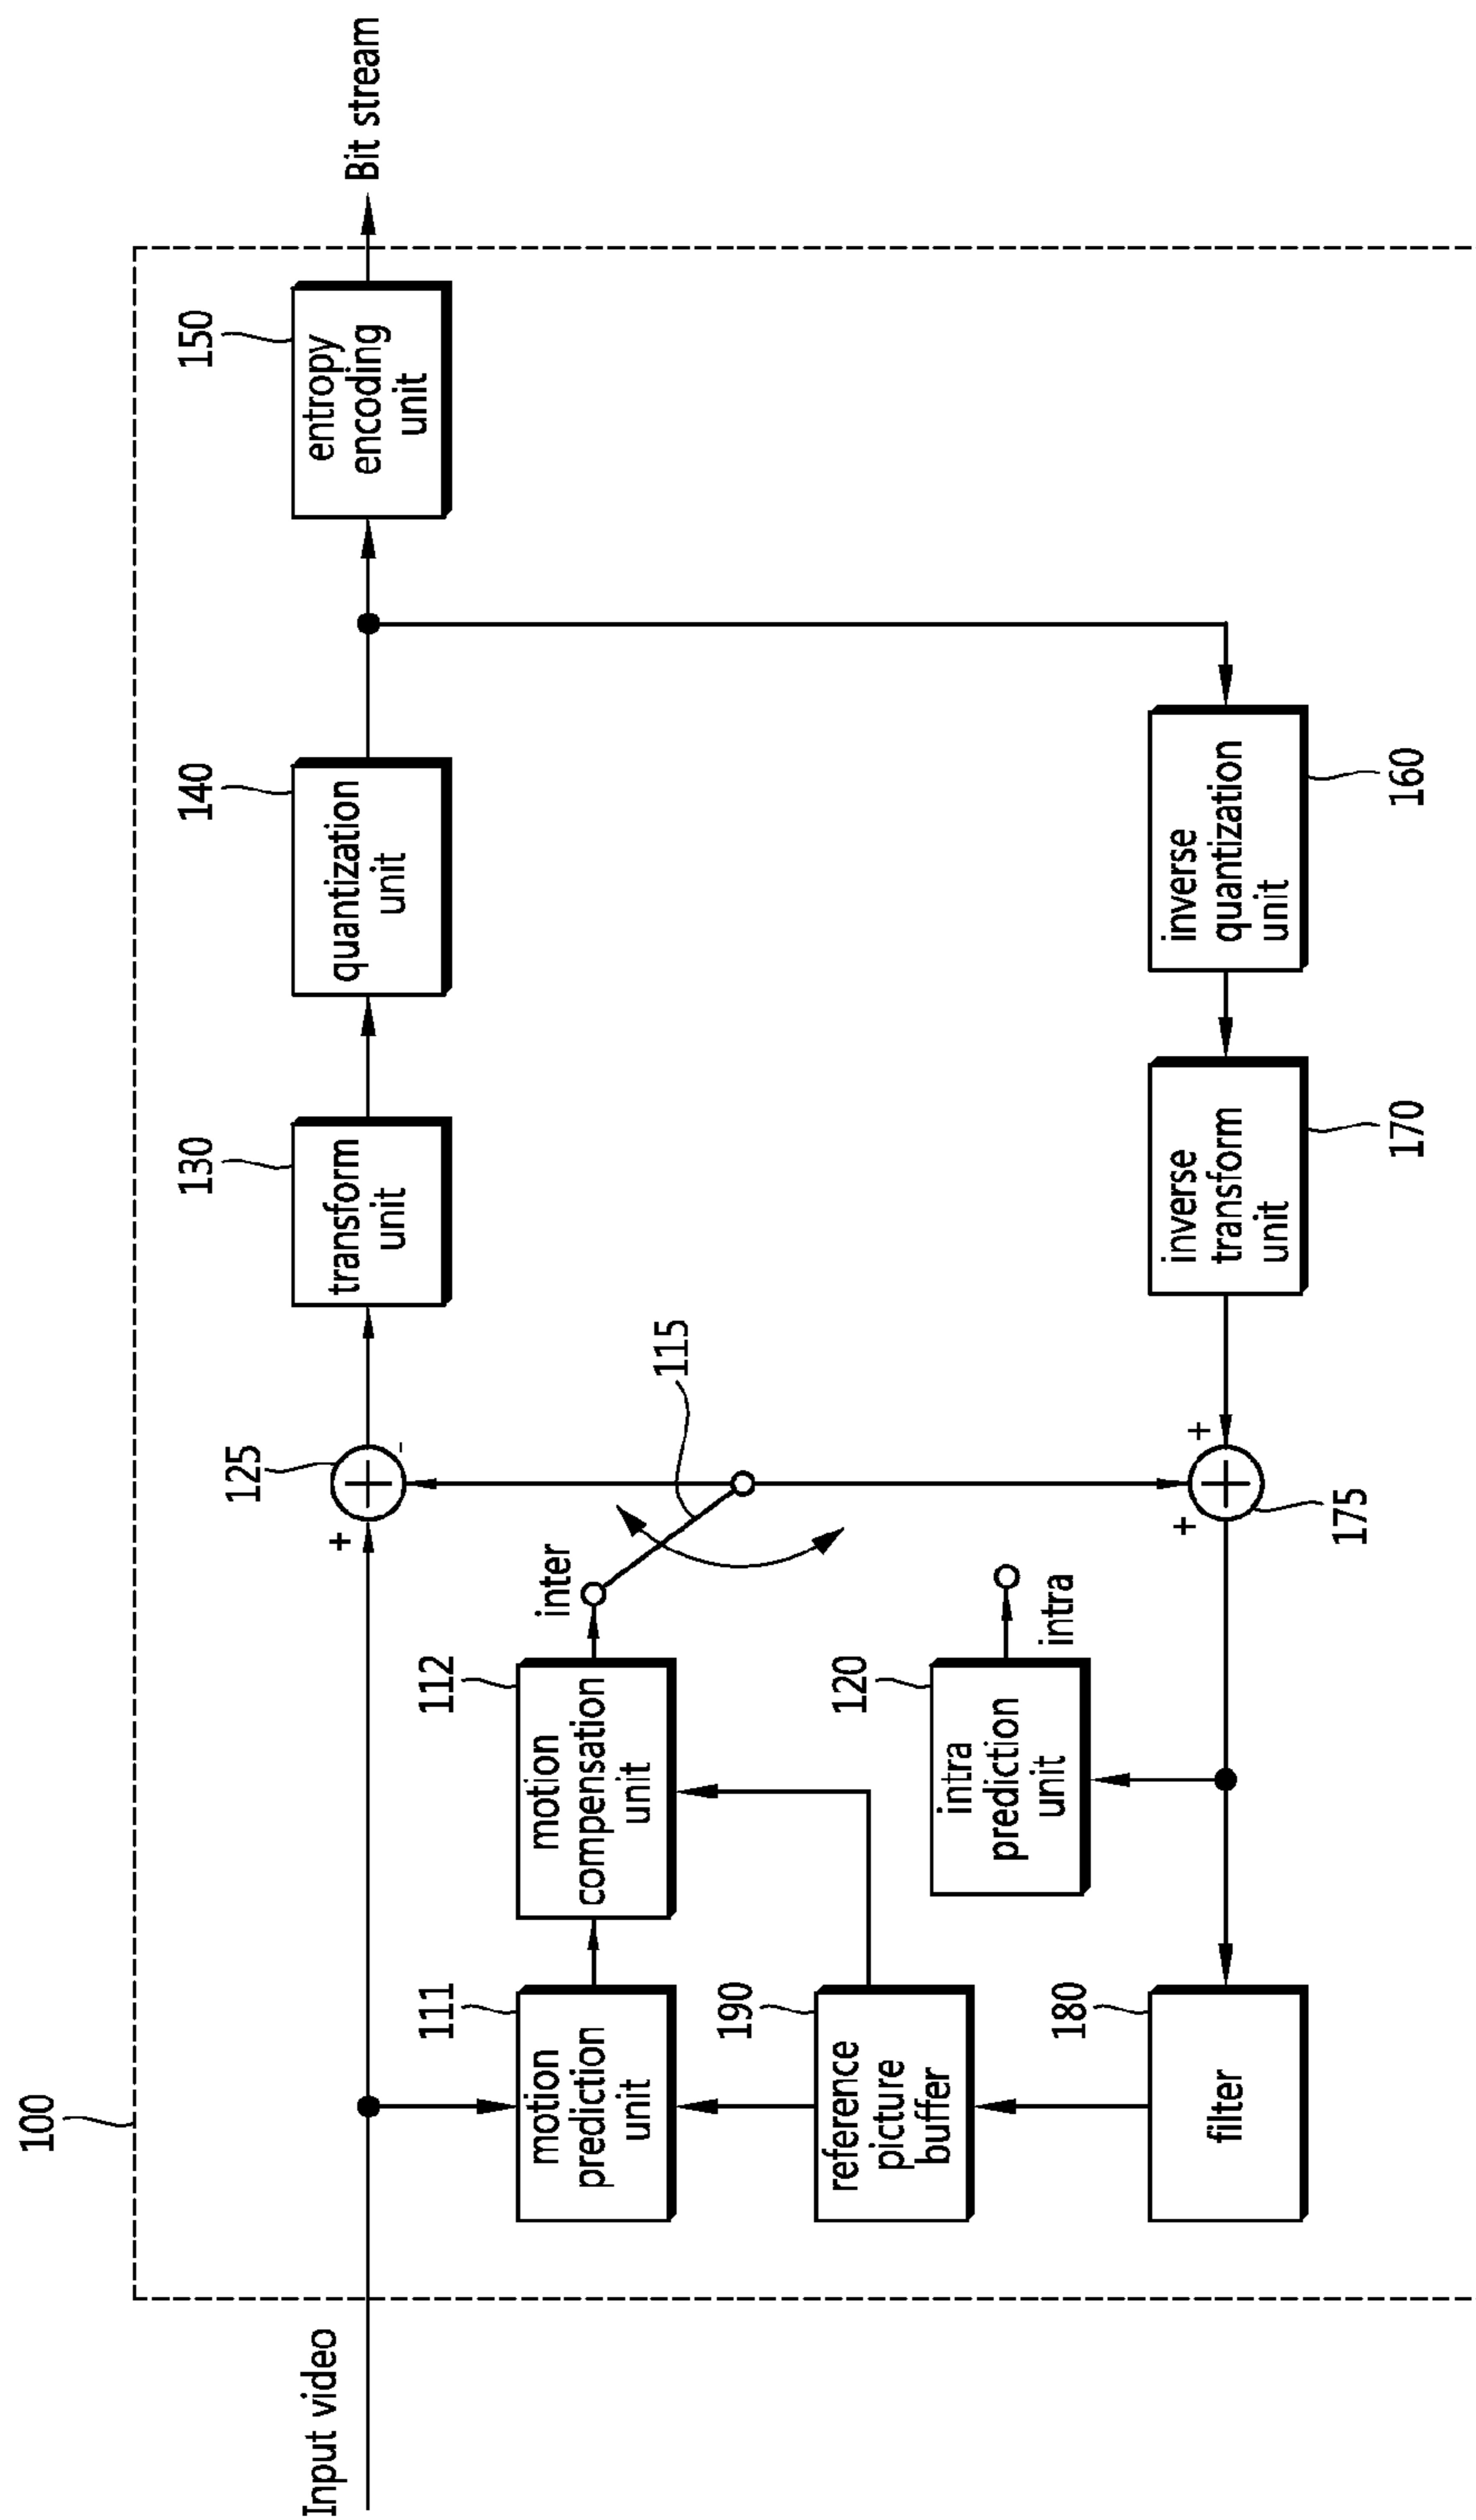 100
Input video
Bit stream
125
130
140
150
+
-
transform
unit
quantization
unit
entropy
encoding
unit
111
motion
prediction
unit
112
motion
compensation
unit
inter
115
190
reference
picture
buffer
120
intra
prediction
unit
intra
180
filter
+
+
175
inverse
transform
unit
170
inverse
quantization
unit
160